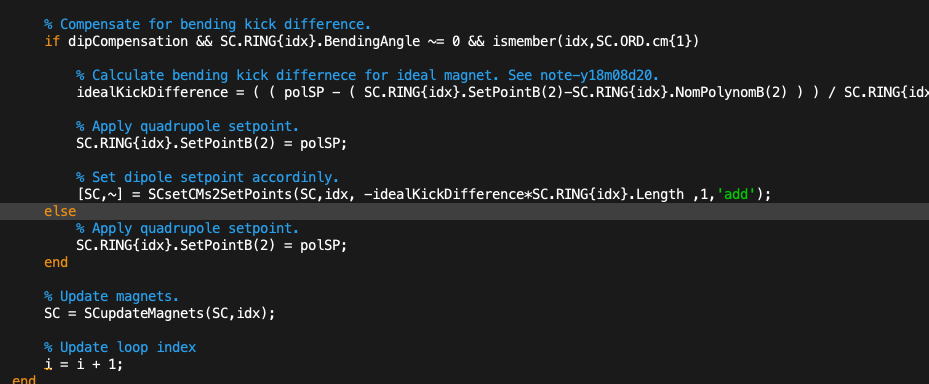 % Compensate for bending kick difference.
if dipCompensation && SC.RING{idx}.BendingAngle ~= 0 && ismember(idx,SC.ORD.cm{1})
% Calculate bending kick differnece for ideal magnet. See note-y18m08d20.
idealKickDifference = ( ( polSP - ( SC.RING{idx}.SetPointB(2)-SC.RING{idx}.NomPolynomB(2) ) ) / SC.RING{idx
% Apply quadrupole setpoint.
SC.RING{idx}.SetPointB(2) = polSP;
% Set dipole setpoint accordinly.
[SC,~] = SCsetCMs2SetPoints(SC,idx, -idealKickDifference*SC.RING{idx}.Length ,1,'add');
else
% Apply quadrupole setpoint.
SC.RING{idx}.SetPointB(2) = polSP;
end
% Update magnets.
SC = SCupdateMagnets(SC,idx);
% Update loop index
i = i + 1;
end